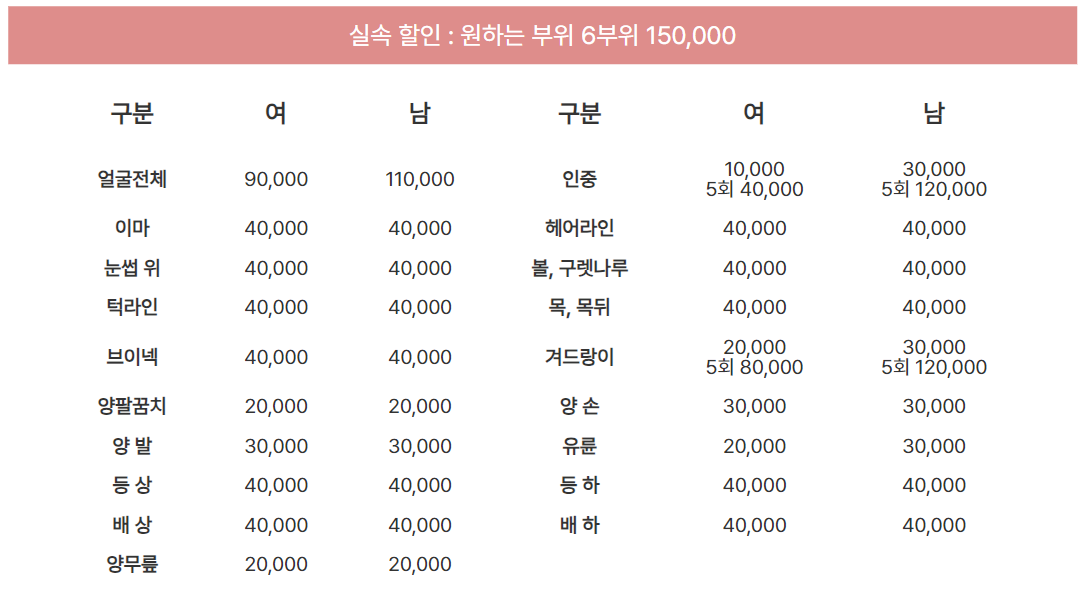 실속 할인 : 원하는 부위 6부위 150,000
구분 여 남 구분 여 남
얼굴전체 90,000 110,000 인중 10,000 30,000
5회 40,000 5회 120,000
이마 40,000 40,000 헤어라인 40,000 40,000
눈썹 위 40,000 40,000 볼, 구렛나루 40,000 40,000
턱라인 40,000 40,000 목, 목뒤 40,000 40,000
브이넥 40,000 40,000 겨드랑이 20,000 30,000
5회 80,000 5회 120,000
양팔꿈치 20,000 20,000 양 손 30,000 30,000
양 발 30,000 30,000 유륜 20,000 30,000
등 상 40,000 40,000 등 하 40,000 40,000
배 상 40,000 40,000 배 하 40,000 40,000
양무릎 20,000 20,000